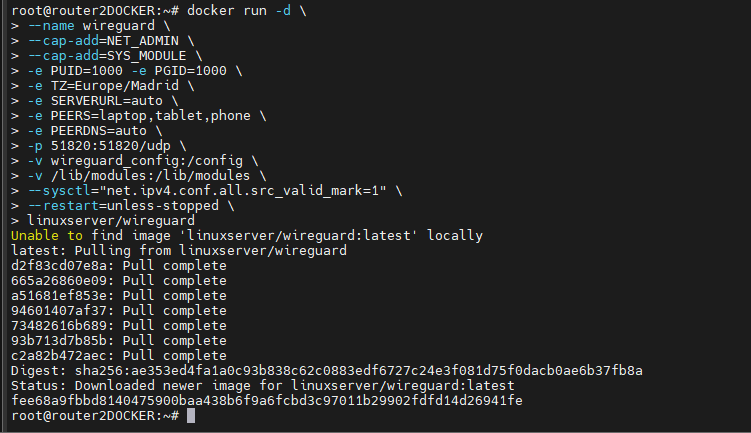 root@router2DOCKER:~# docker run -d \
> --name wireguard \
> --cap-add=NET_ADMIN \
> --cap-add=SYS_MODULE \
> -e PUID=1000 -e PGID=1000 \
> -e TZ=Europe/Madrid \
> -e SERVERURL=auto \
> -e PEERS=laptop,tablet,phone \
> -e PEERDNS=auto \
> -p 51820:51820/udp \
> -v wireguard_config:/config \
> -v /lib/modules:/lib/modules \
> --sysctl="net.ipv4.conf.all.src_valid_mark=1" \
> --restart=unless-stopped \
> linuxserver/wireguard
Unable to find image 'linuxserver/wireguard:latest' locally
latest: Pulling from linuxserver/wireguard
d2f83cd07e8a: Pull complete
665a26860e09: Pull complete
a51681ef853e: Pull complete
94601407af37: Pull complete
73482616b689: Pull complete
93b713d7b85b: Pull complete
c2a82b472aec: Pull complete
Digest: sha256:ae353ed4fa1a0c93b838c62c0883edf6727c24e3f081d75f0dacb0ae6b37fb8a
Status: Downloaded newer image for linuxserver/wireguard:latest
fee68a9fbbd8140475900baa438b6f9a6fcbd3c97011b29902fdfd14d26941fe
root@router2DOCKER:~#